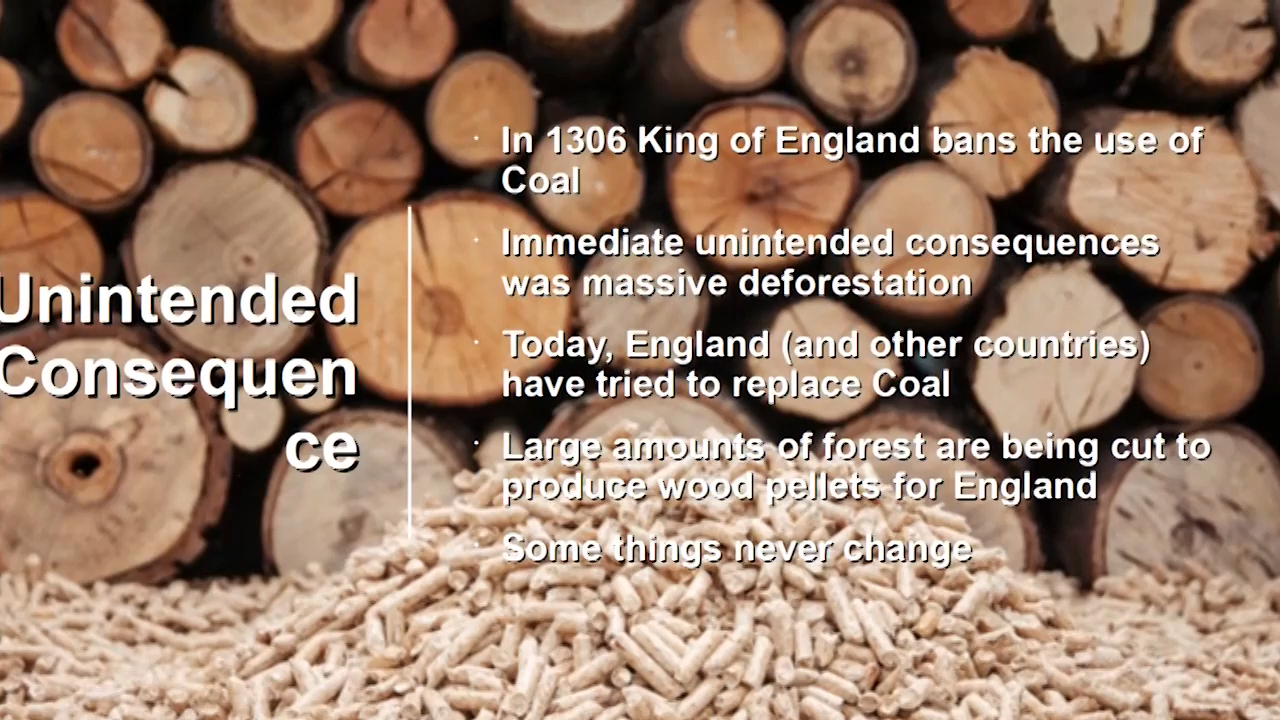 Unintended
Consequen
ce
· In 1306 King of England bans the use of
Coal
· Immediate unintended consequences
was massive deforestation
· Today, England (and other countries)
have tried to replace Coal
· Large amounts of forest are being cut to
produce wood pellets for England
· Some things never change